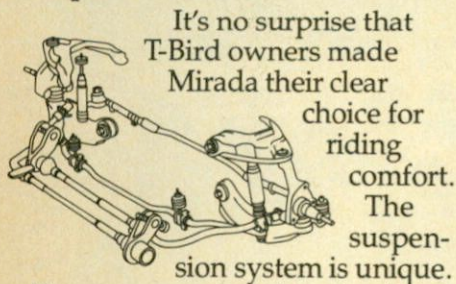 It's no surprise that
T-Bird owners made
Mirada their clear
choice for
riding
comfort.
The
suspen-
sion system is unique.